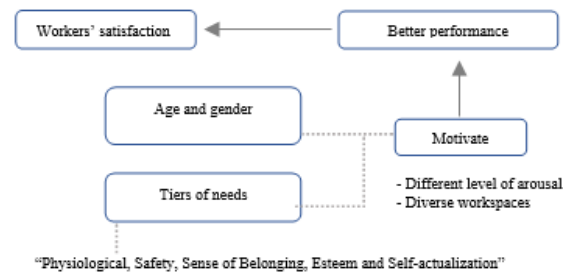 Workers’ satisfaction
Better performance
Age and gender
Motivate
Tiers of needs
- Different level of arousal
- Diverse workspaces
“Physiological, Safety, Sense of Belonging, Esteem and Self-actualization”